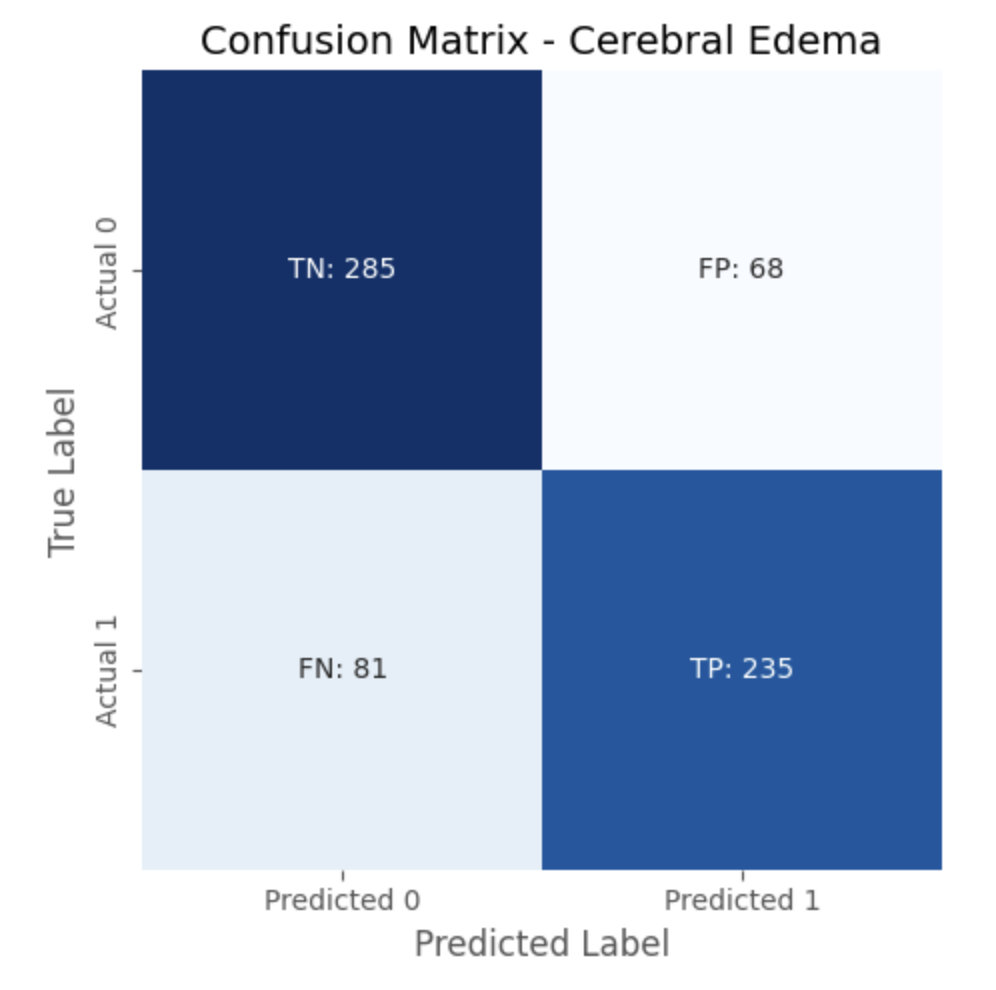 Confusion Matrix - Cerebral Edema
Actual 0
TN: 285
FP: 68
True Label
Actual 1
FN: 81
TP: 235
Predicted 0
Predicted 1
Predicted Label